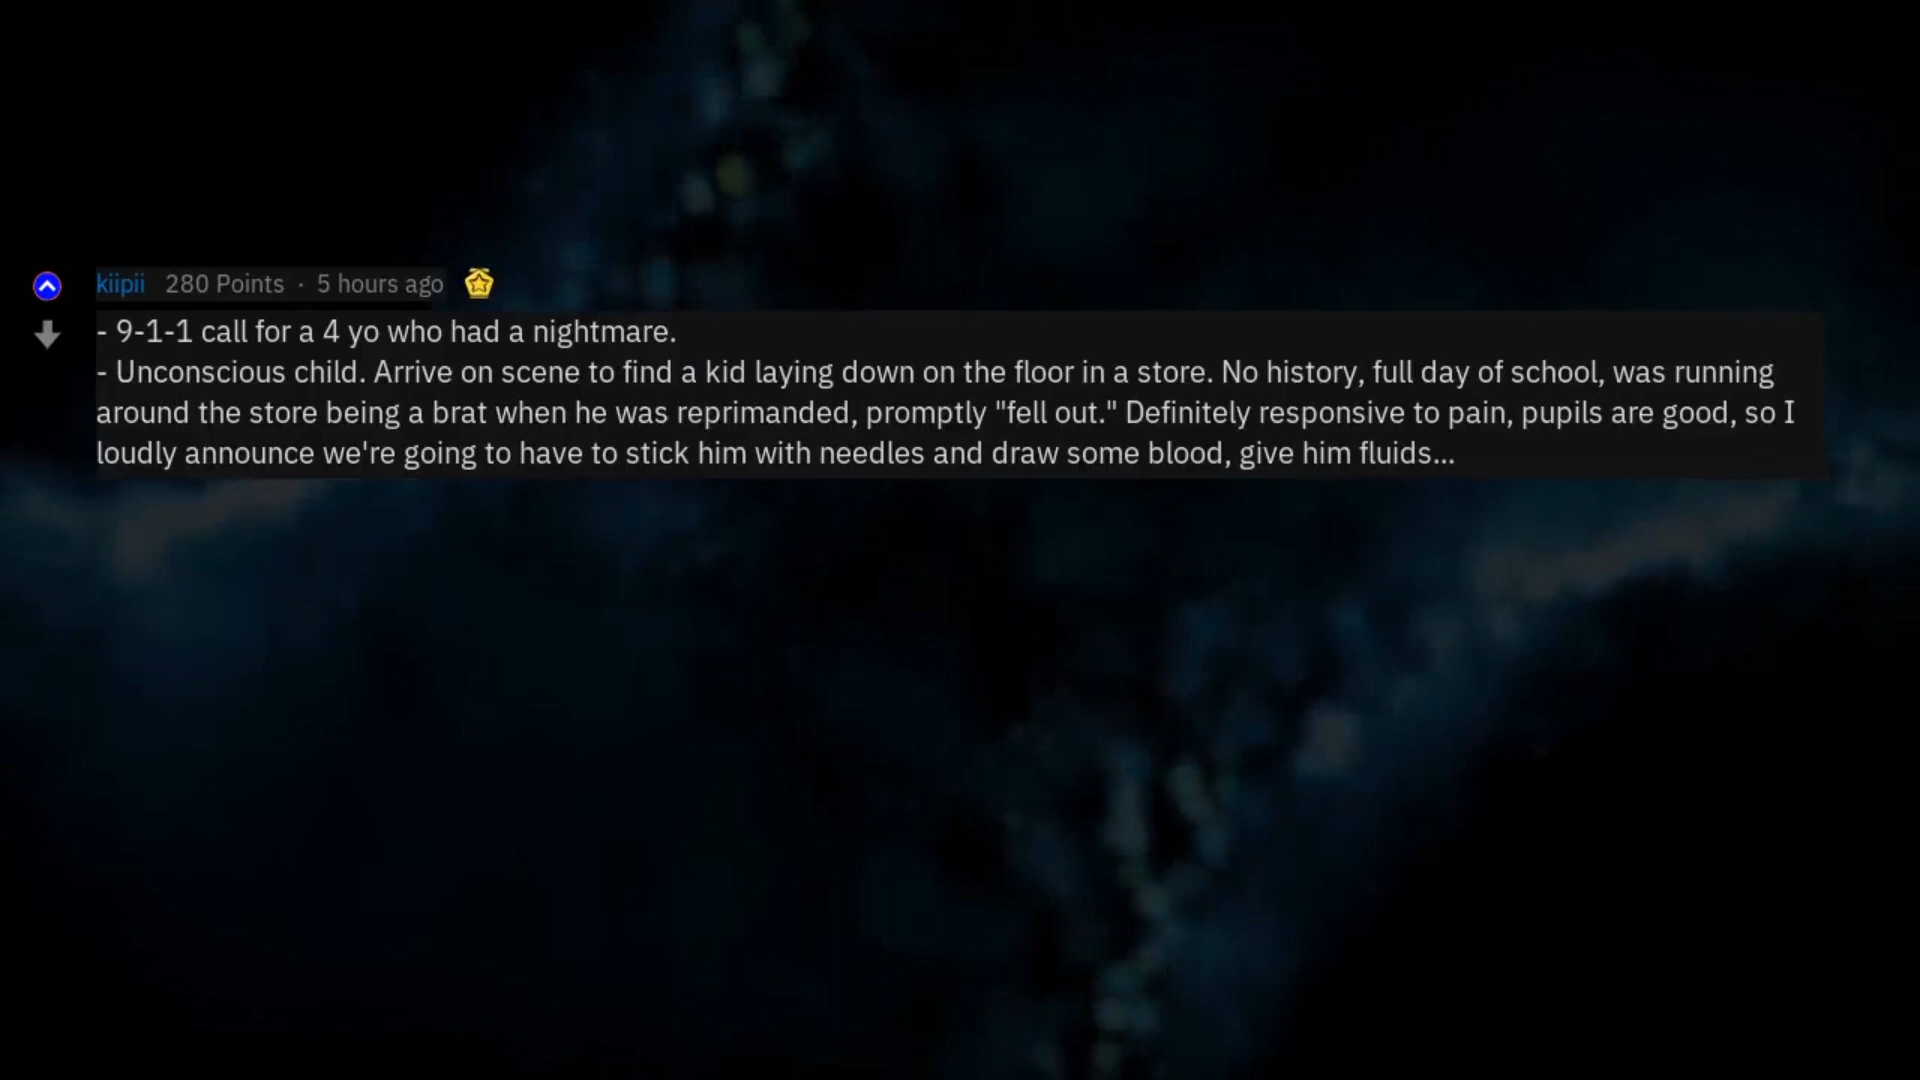 kiipii 280 Points · 5 hours ago
- 9-1-1 call for a 4 yo who had a nightmare.
- Unconscious child. Arrive on scene to find a kid laying down on the floor in a store. No history, full day of school, was running
around the store being a brat when he was reprimanded, promptly "fell out." Definitely responsive to pain, pupils are good, so I
loudly announce we're going to have to stick him with needles and draw some blood, give him fluids...